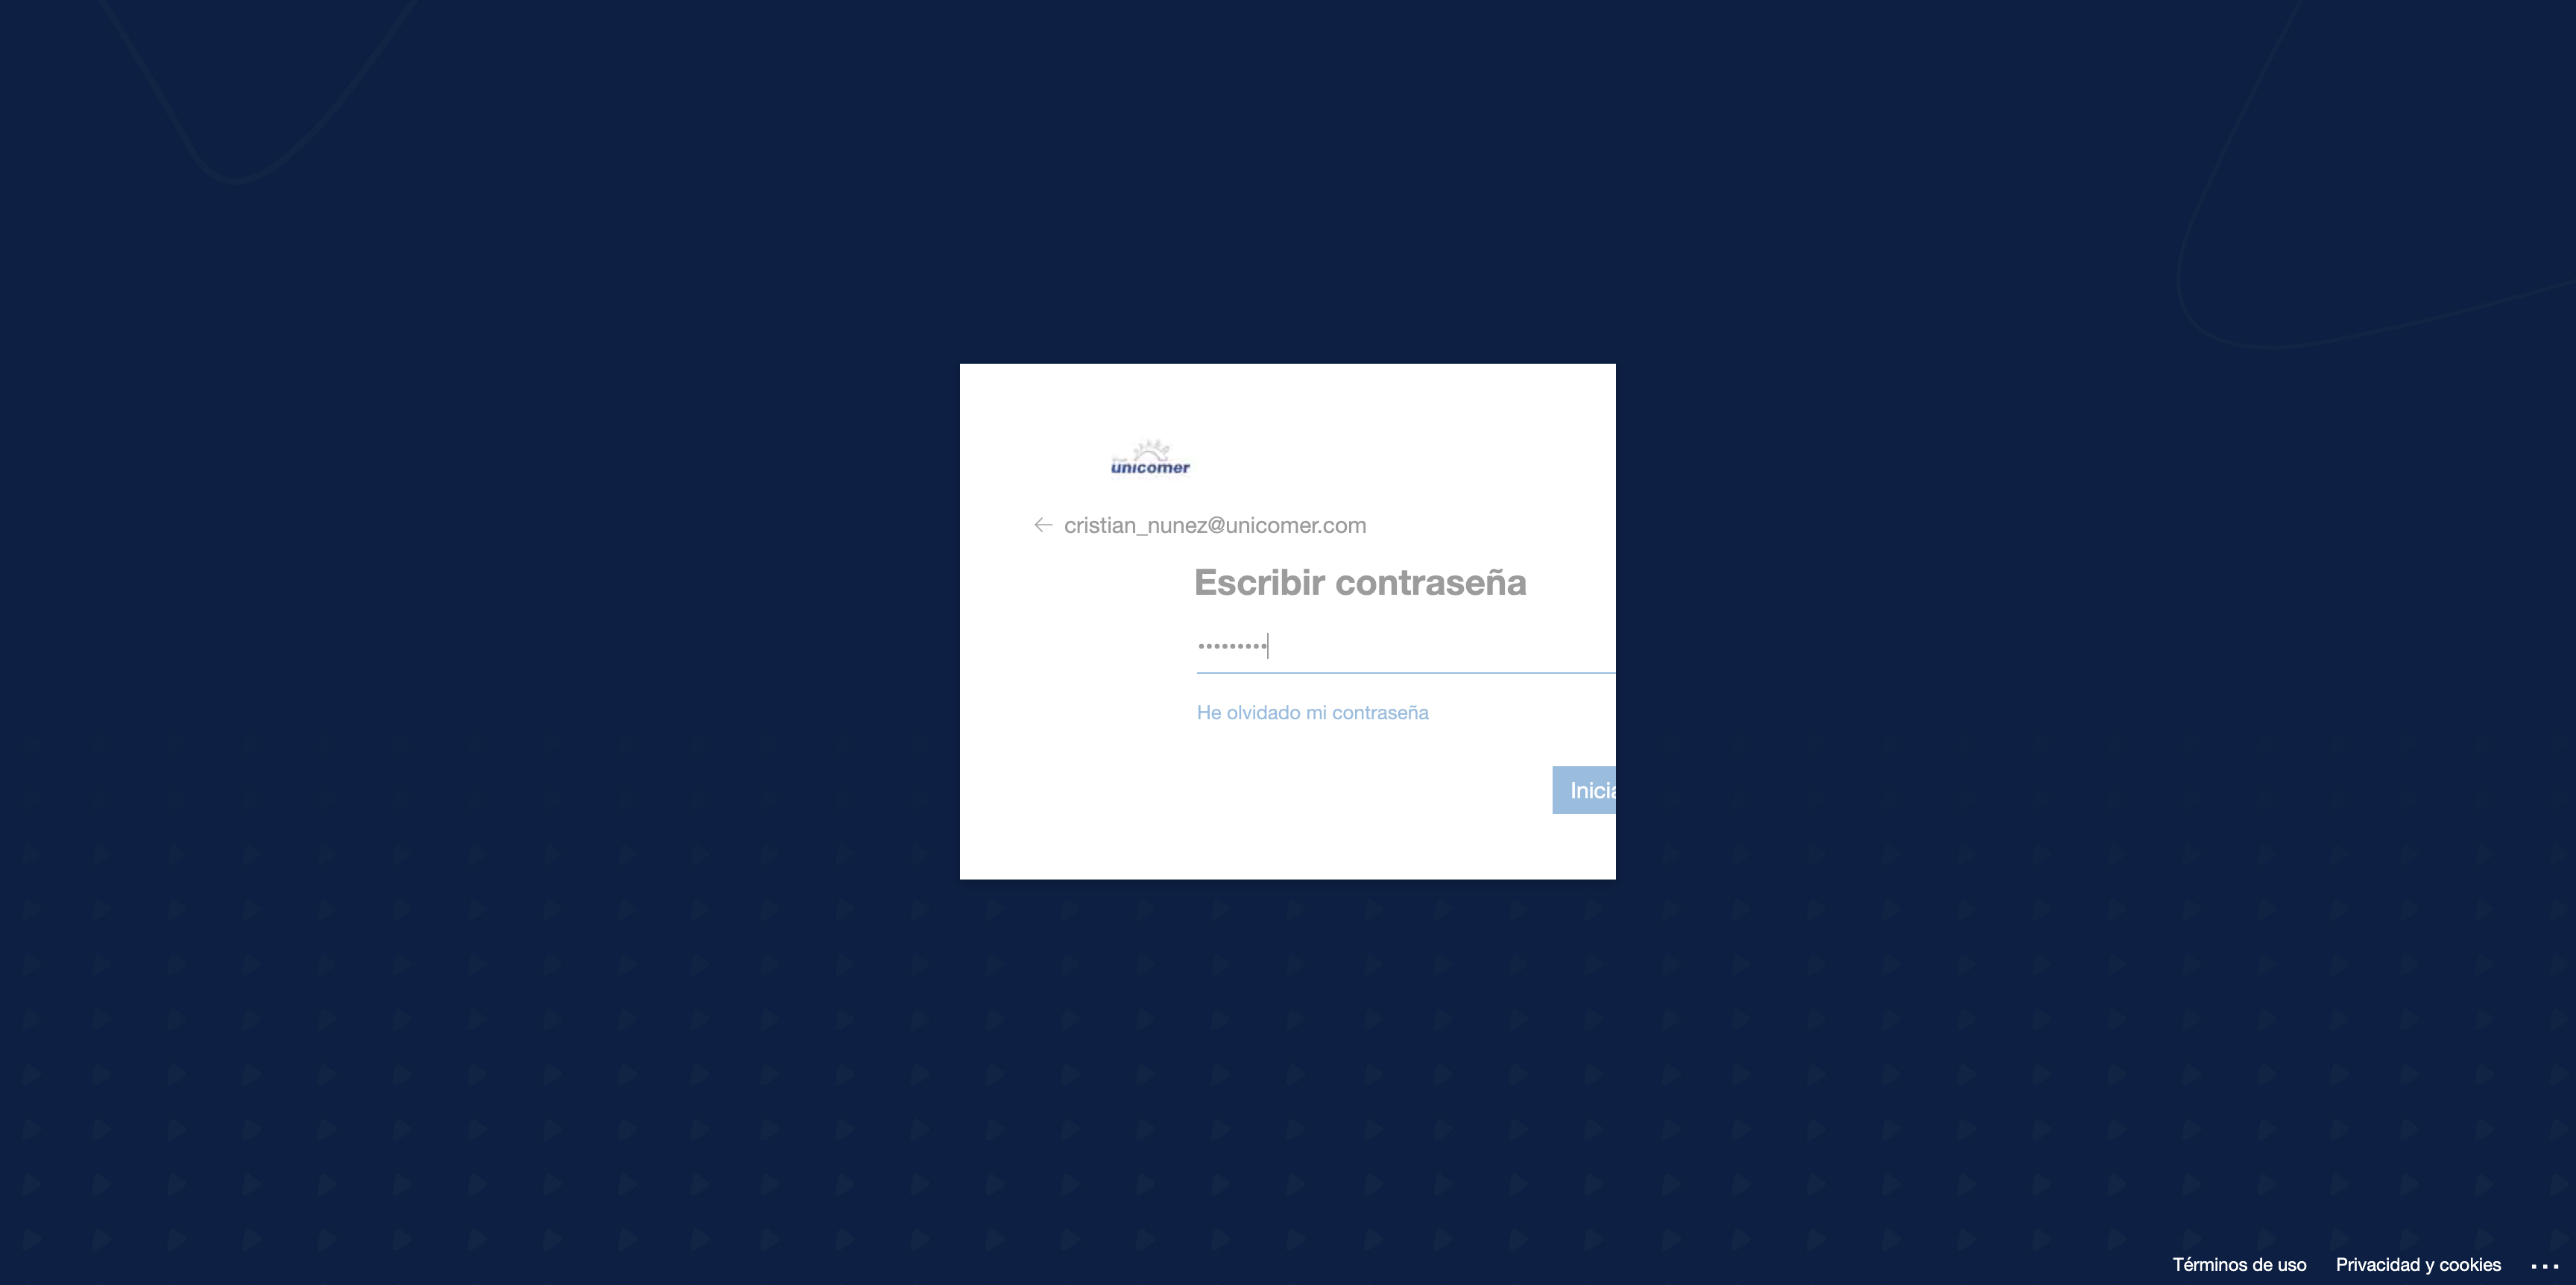 unicomer
cristian_nunez@unicomer.com
Escribir contraseña
•••••••••
He olvidado mi contraseña
Inicia
Términos de uso Privacidad y cookies ...